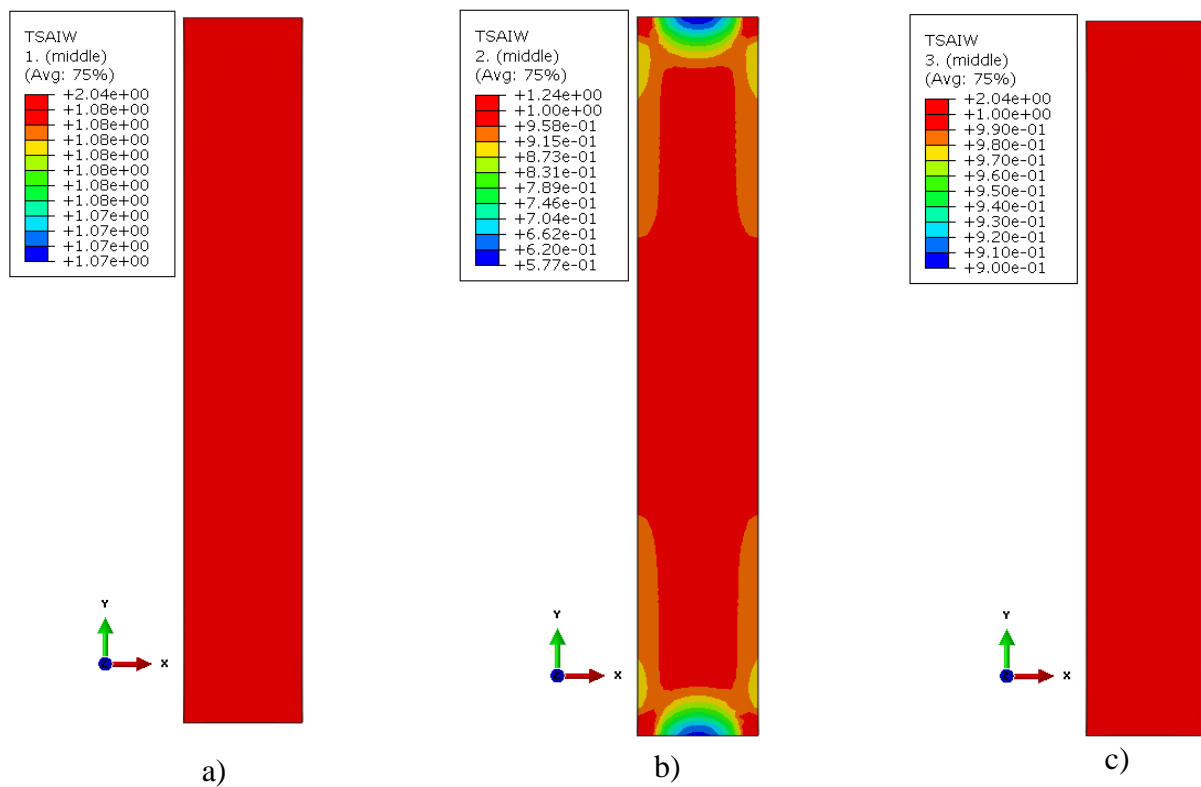 TSAIW
1. (middle)
(Avg: 75%)
+2.04e+00
+1.08e+00
+1.08e+00
+1.08e+00
+1.08e+00
+1.08e+00
+1.08e+00
+1.08e+00
+1.07e+00
+1.07e+00
+1.07e+00
+1.07e+00
Y
Z
X
a)
TSAIW
2. (middle)
(Avg: 75%)
+1.24e+00
+1.00e+00
+9.58e-01
+9.15e-01
+8.73e-01
+8.31e-01
+7.89e-01
+7.46e-01
+7.04e-01
+6.62e-01
+6.20e-01
+5.77e-01
Y
Z
X
b)
TSAIW
3. (middle)
(Avg: 75%)
+2.04e+00
+1.00e+00
+9.90e-01
+9.80e-01
+9.70e-01
+9.60e-01
+9.50e-01
+9.40e-01
+9.30e-01
+9.20e-01
+9.10e-01
+9.00e-01
Y
Z
X
c)